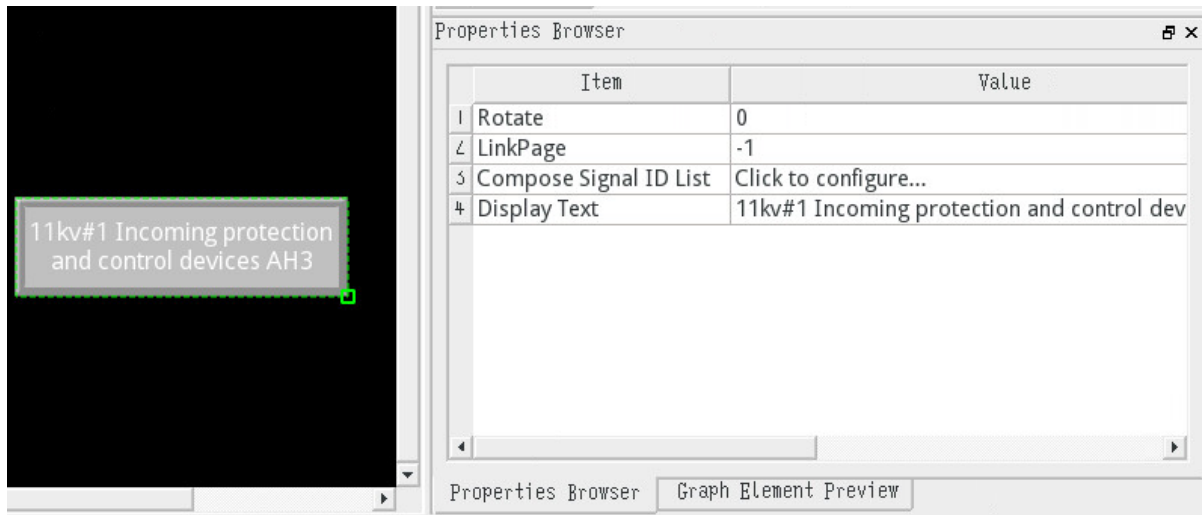 Properties Browser
Item Value
1 Rotate 0
2 LinkPage -1
3 Compose Signal ID List Click to configure...
4 Display Text 11kv#1 Incoming protection and control dev
11kv#1 Incoming protection
and control devices AH3
Properties Browser Graph Element Preview